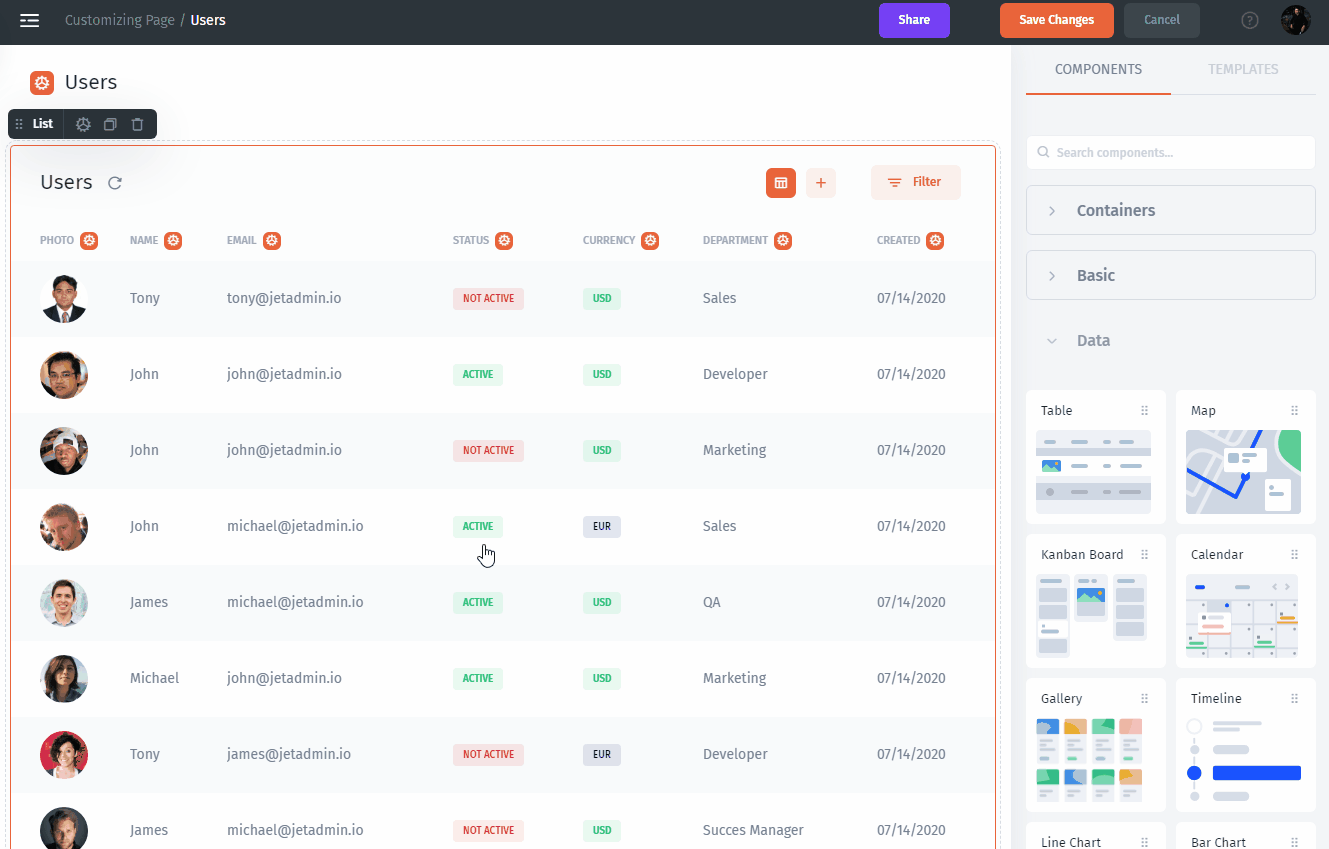 Customizing Page / Users
Share
Save Changes
Cancel
?
Users
COMPONENTS
TEMPLATES
List
Search components...
Users
+
Filter
Containers
PHOTO NAME EMAIL STATUS CURRENCY DEPARTMENT CREATED
Basic
Tony tony@jetadmin.io NOT ACTIVE USD Sales 07/14/2020
John john@jetadmin.io ACTIVE USD Developer 07/14/2020
John john@jetadmin.io NOT ACTIVE USD Marketing 07/14/2020
John michael@jetadmin.io ACTIVE EUR Sales 07/14/2020
James michael@jetadmin.io ACTIVE USD QA 07/14/2020
Michael john@jetadmin.io ACTIVE USD Marketing 07/14/2020
Tony james@jetadmin.io NOT ACTIVE EUR Developer 07/14/2020
James michael@jetadmin.io NOT ACTIVE USD Succes Manager 07/14/2020
Data
Table
Map
Kanban Board
Calendar
Gallery
Timeline
Line Chart
Bar Chart